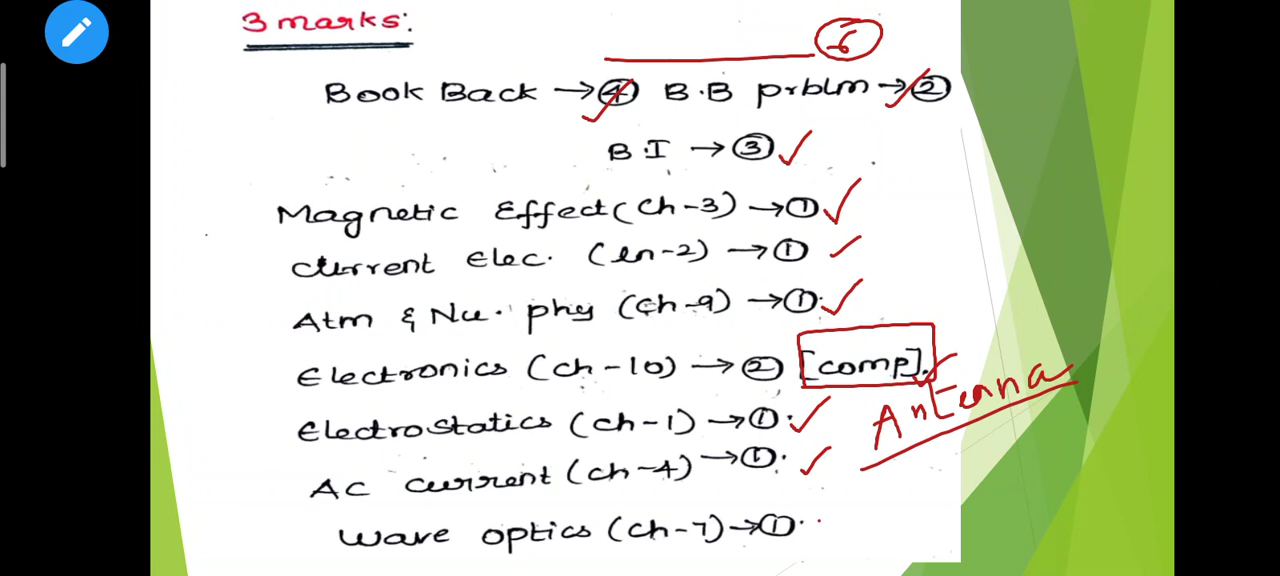 3 marks:
6
Book Back → ④ B.B prblm → ②
B.I → ③
Magnetic Effect (ch-3) → ①
Current Elec. (ln-2) → ①
Atm & Nu. phy (ch-9) → ①.
Electronics (ch-10) → ② [comp].
Antenna
Electrostatics (ch-1) → ①.
AC current (ch-4) → ①.
Wave optics (ch-7) → ①.